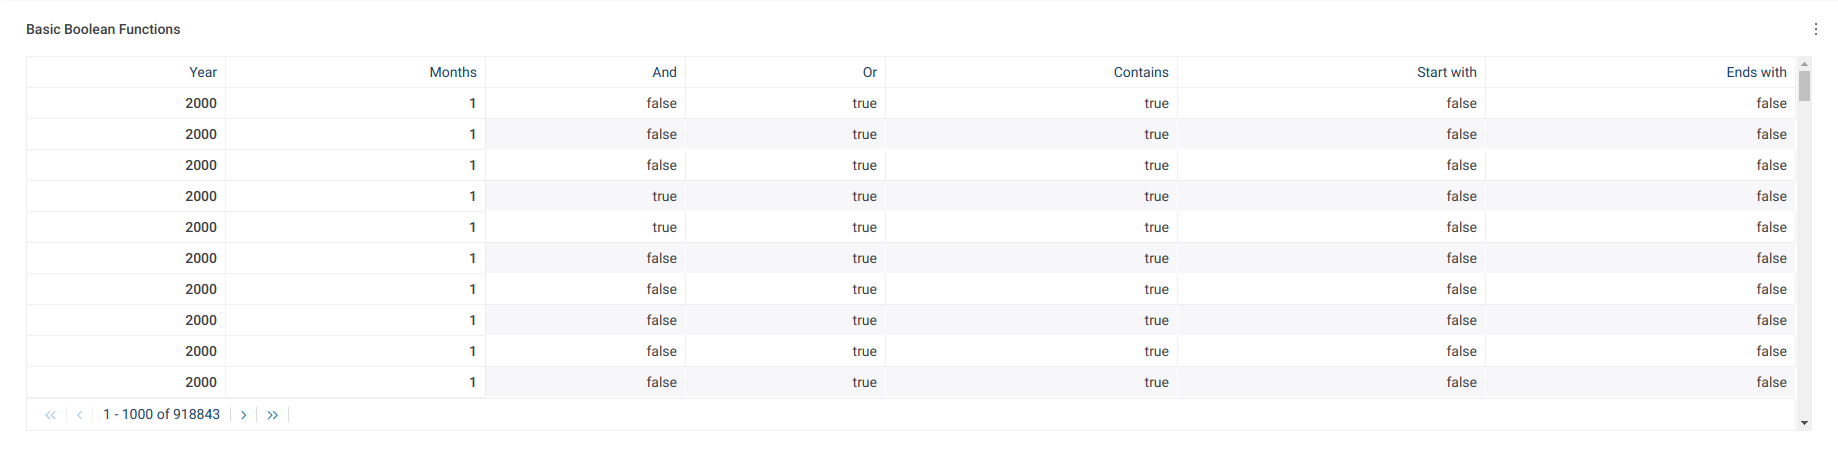 Basic Boolean Functions
Year Months And Or Contains Start with Ends with
2000 1 false true true false false
2000 1 false true true false false
2000 1 false true true false false
2000 1 true true true false false
2000 1 true true true false false
2000 1 false true true false false
2000 1 false true true false false
2000 1 false true true false false
2000 1 false true true false false
2000 1 false true true false false
1 - 1000 of 918843